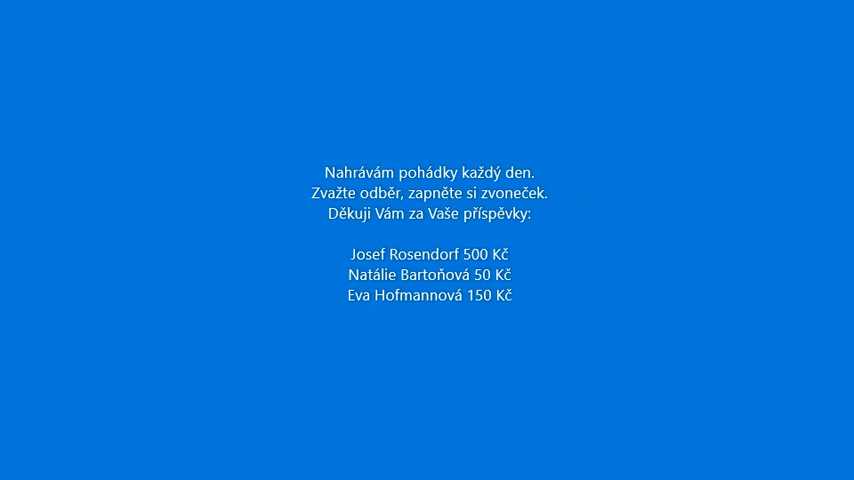 Nahrávám pohádky každý den.
Zvažte odběr, zapněte si zvoneček.
Děkuji Vám za Vaše příspěvky:
Josef Rosendorf 500 Kč
Natálie Bartoňová 50 Kč
Eva Hofmannová 150 Kč